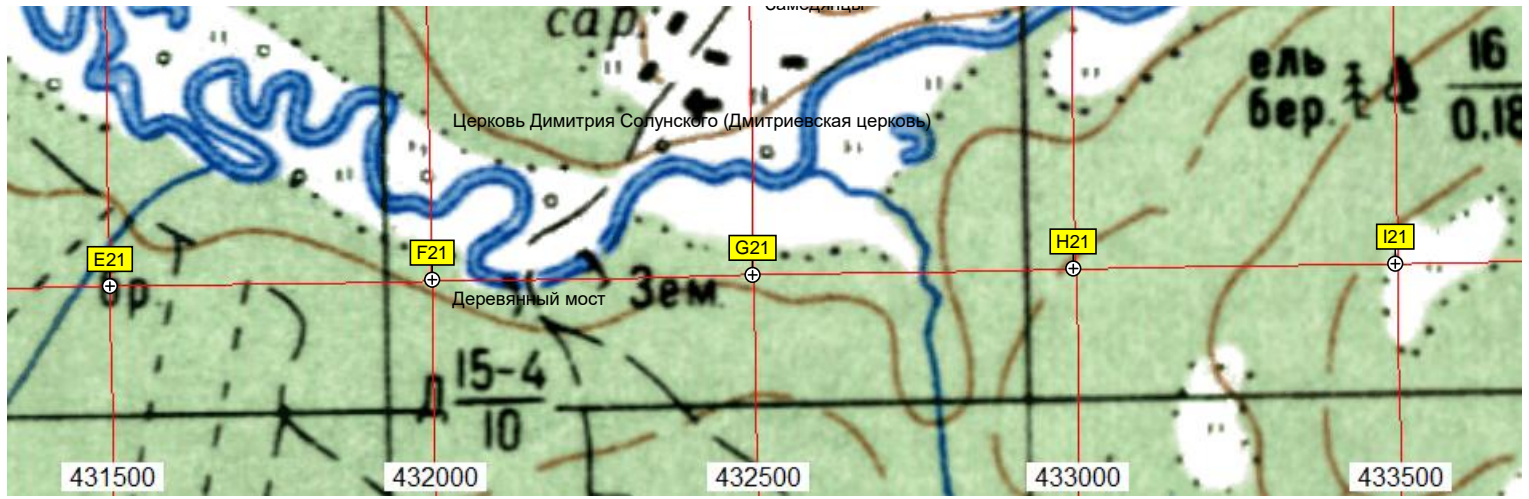 сар.
ель
бер.
16
0.18
Церковь Димитрия Солунского (Дмитриевская церковь)
E21
F21
G21
H21
I21
бр.
Деревянный мост
Зем.
Д
15-4
10
431500
432000
432500
433000
433500